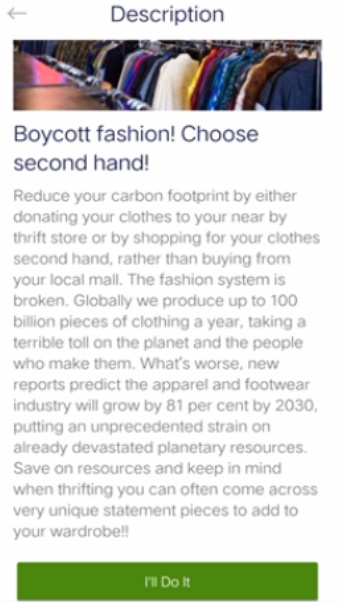 Description
Boycott fashion! Choose
second hand!
Reduce your carbon footprint by either
donating your clothes to your near by
thrift store or by shopping for your clothes
second hand, rather than buying from
your local mall. The fashion system is
broken. Globally we produce up to 100
billion pieces of clothing a year, taking a
terrible toll on the planet and the people
who make them. What's worse, new
reports predict the apparel and footwear
industry will grow by 81 per cent by 2030,
putting an unprecedented strain on
already devastated planetary resources.
Save on resources and keep in mind
when thrifting you can often come across
very unique statement pieces to add to
your wardrobe!!
I'll Do It